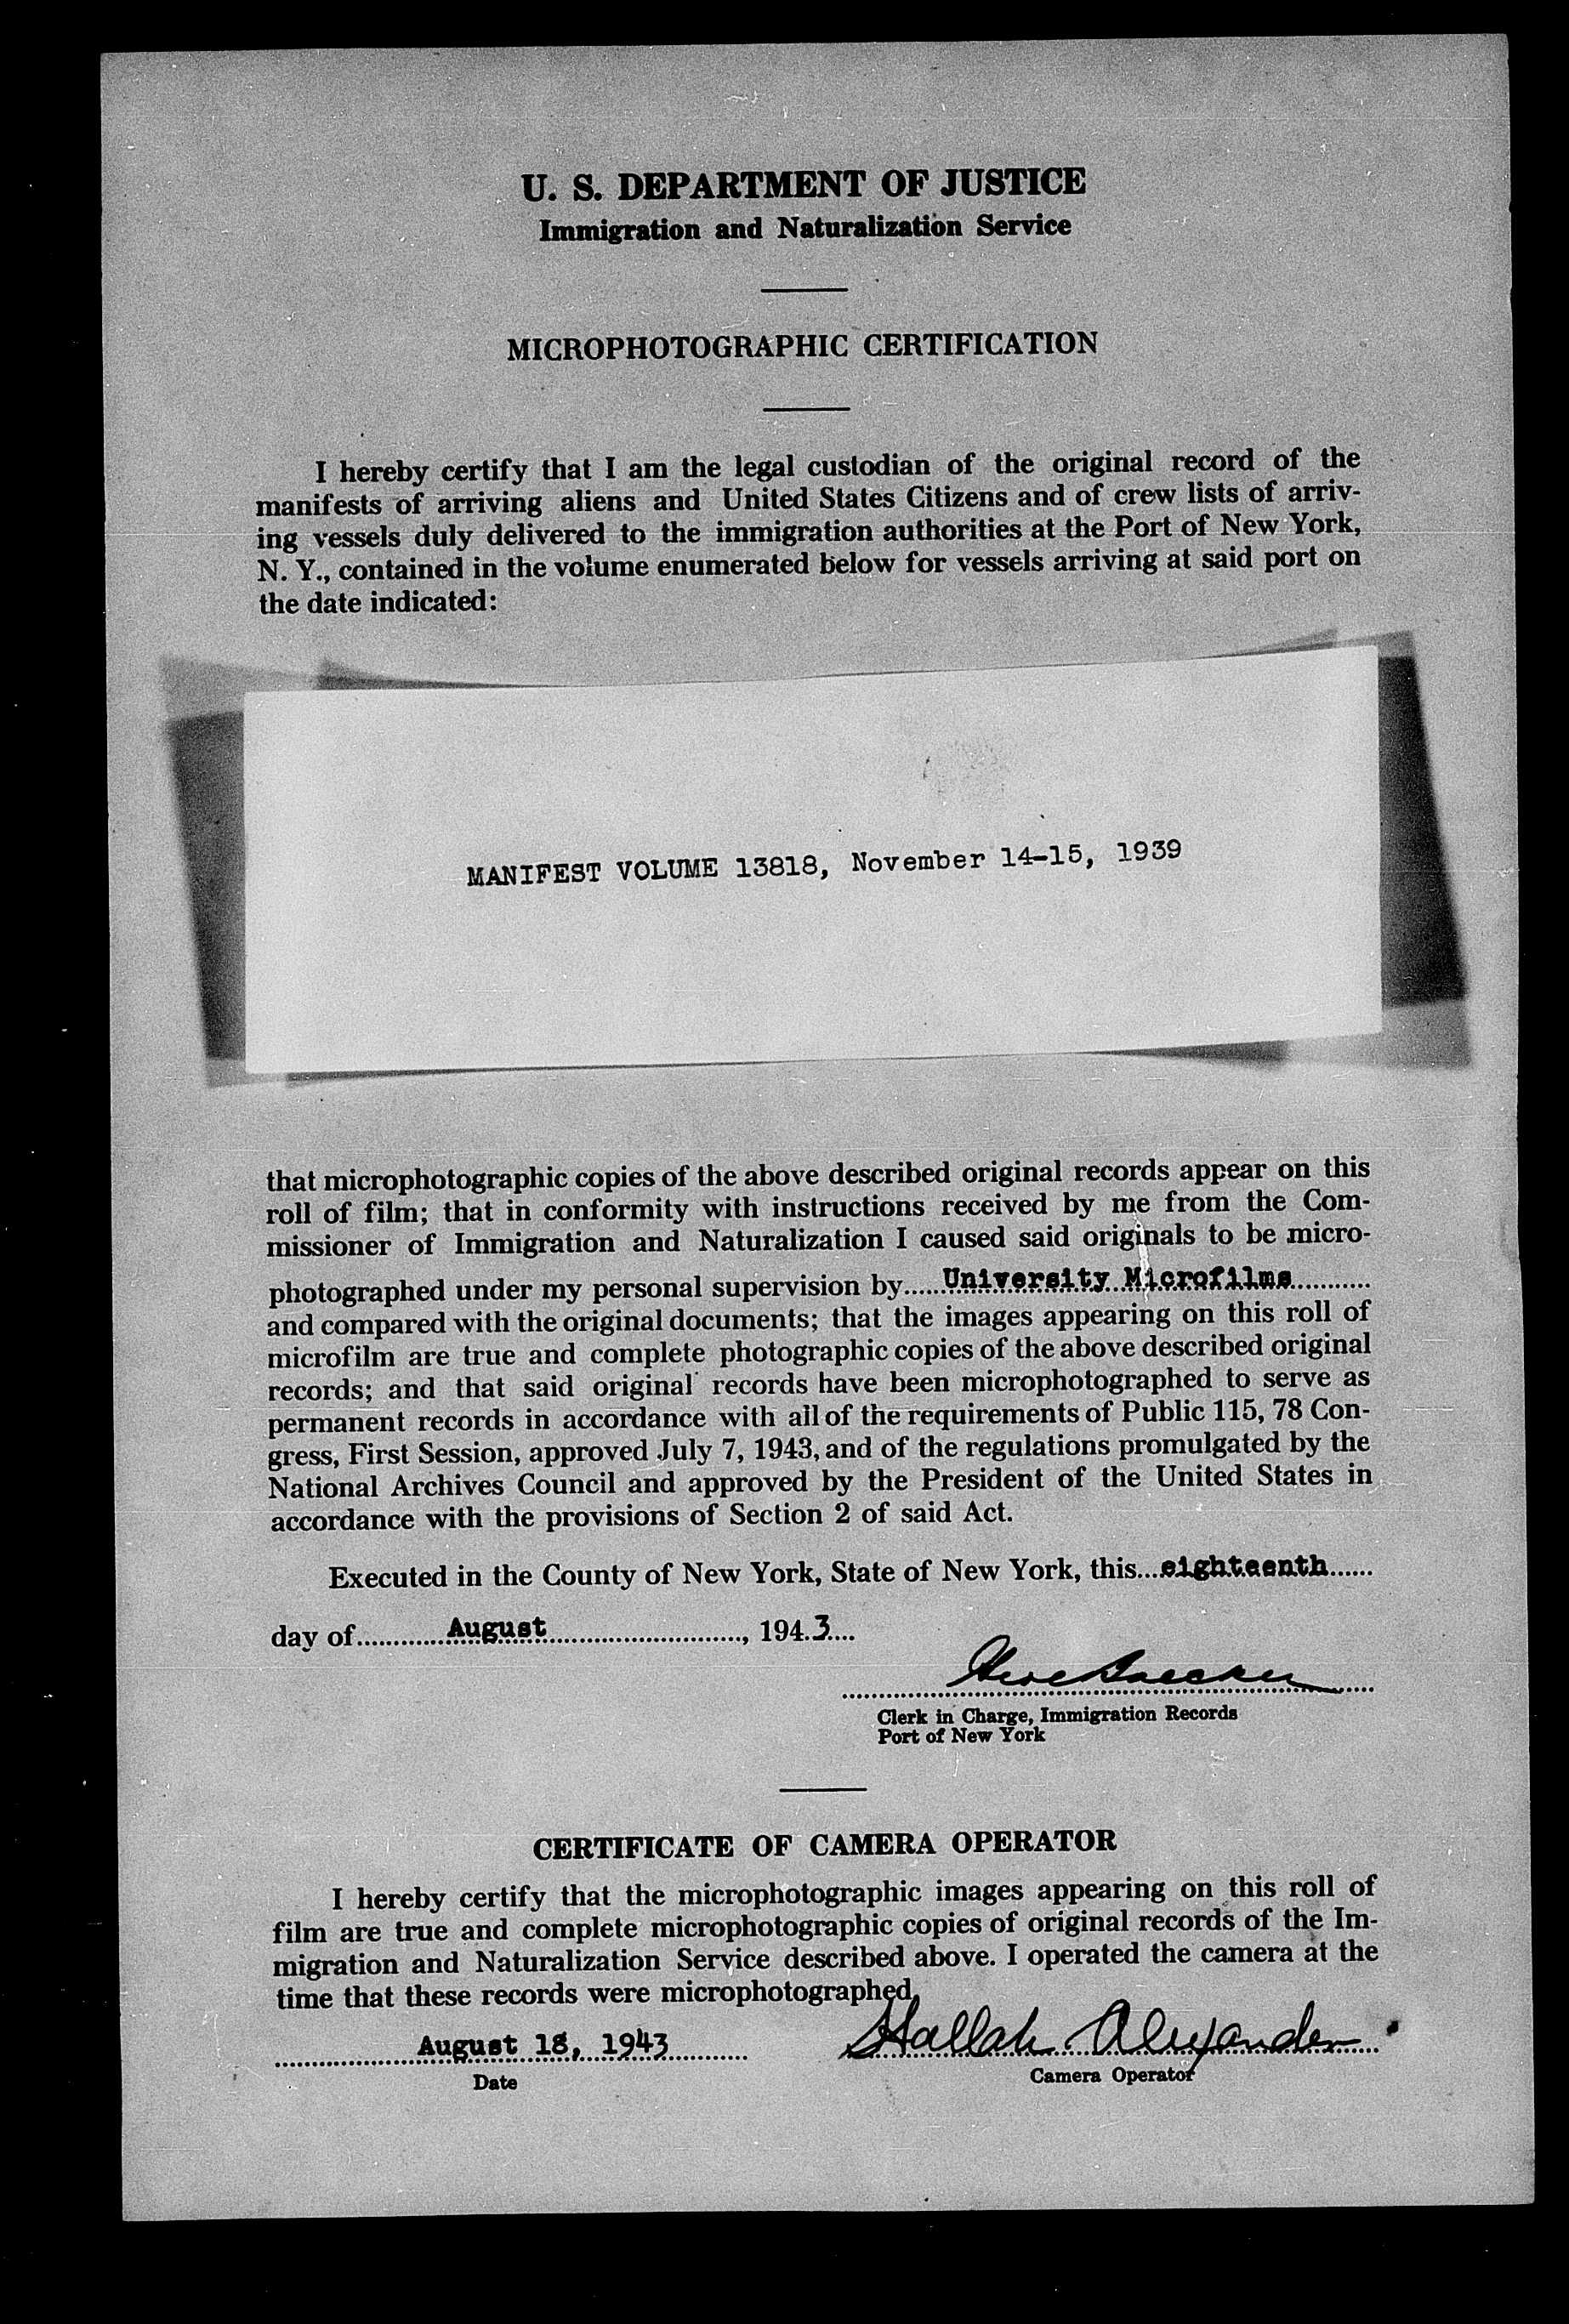 U. S. DEPARTMENT OF JUSTICE
Immigration and Naturalization Service
MICROPHOTOGRAPHIC CERTIFICATION
I hereby certify that I am the legal custodian of the original record of the
manifests of arriving aliens and United States Citizens and of crew lists of arriv-
ing vessels duly delivered to the immigration authorities at the Port of New York,
N. Y., contained in the volume enumerated below for vessels arriving at said port on
the date indicated:
MANIFEST VOLUME 13818, November 14-15, 1939
that microphotographic copies of the above described original records appear on this
roll of film; that in conformity with instructions received by me from the Com-
missioner of Immigration and Naturalization I caused said originals to be micro-
photographed under my personal supervision by......University Microfilms...........
and compared with the original documents; that the images appearing on this roll of
microfilm are true and complete photographic copies of the above described original
records; and that said original records have been microphotographed to serve as
permanent records in accordance with all of the requirements of Public 115, 78 Con-
gress, First Session, approved July 7, 1943, and of the regulations promulgated by the
National Archives Council and approved by the President of the United States in
accordance with the provisions of Section 2 of said Act.
Executed in the County of New York, State of New York, this...eighteenth......
day of............August............................, 194.3....
Clerk in Charge, Immigration Records
Port of New York
CERTIFICATE OF CAMERA OPERATOR
I hereby certify that the microphotographic images appearing on this roll of
film are true and complete microphotographic copies of original records of the Im-
migration and Naturalization Service described above. I operated the camera at the
time that these records were microphotographed.
August 18, 1943 Alexander
Date Camera Operator